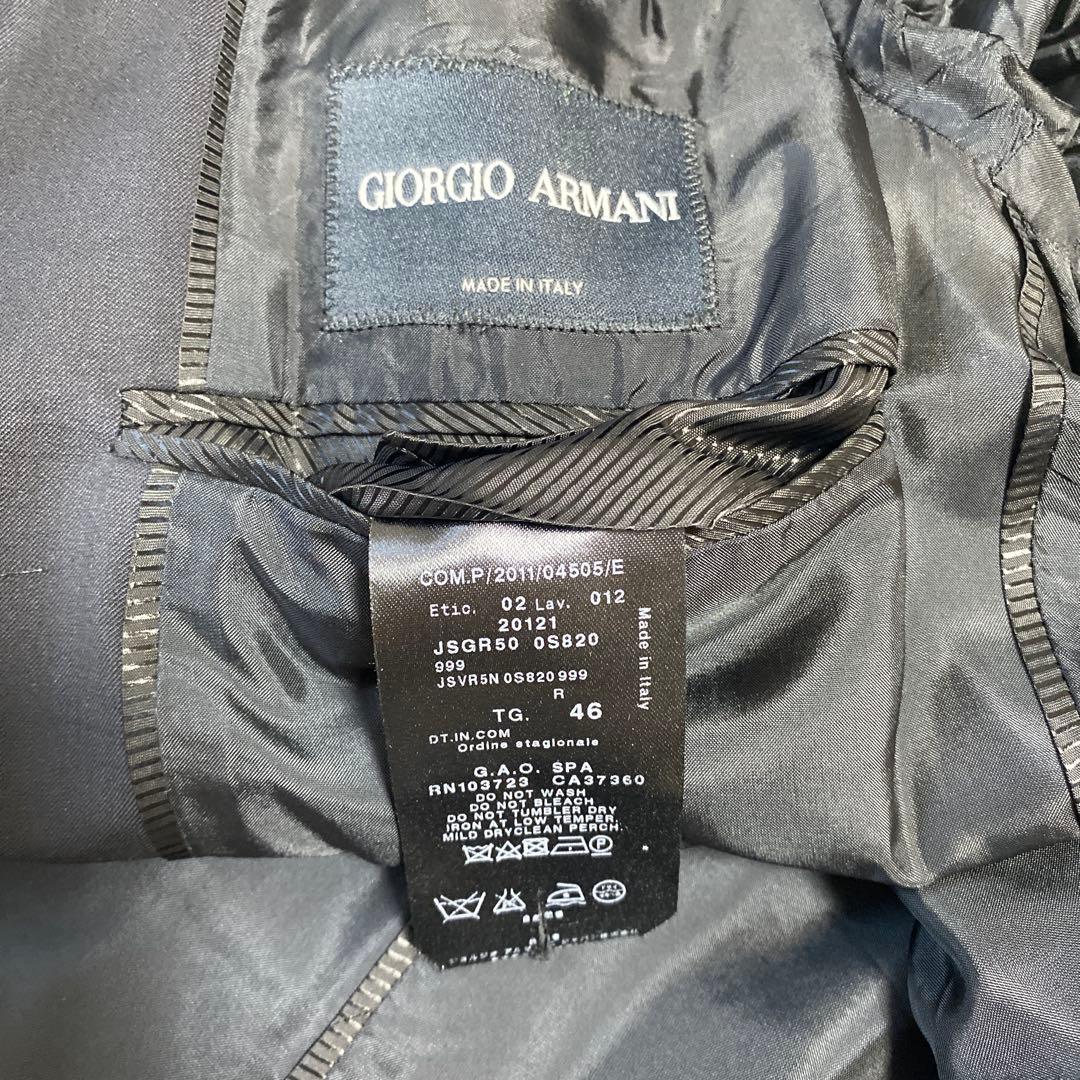 GIORGIO ARMANI
MADE IN ITALY
COM.P/2011/04505/E
Etic. 02 Lav. 012
20121
JSGR50 0S820
999
JSVR5N 0S820 999
R
TG. 46
DT.IN.COM
Ordine stagionale
Made in Italy
G.A.O. SPA
RN103723 CA37360
DO NOT WASH
DO NOT BLEACH
DO NOT TUMBLER DRY
IRON AT LOW TEMPER.
MILD DRYCLEAN PERCH.